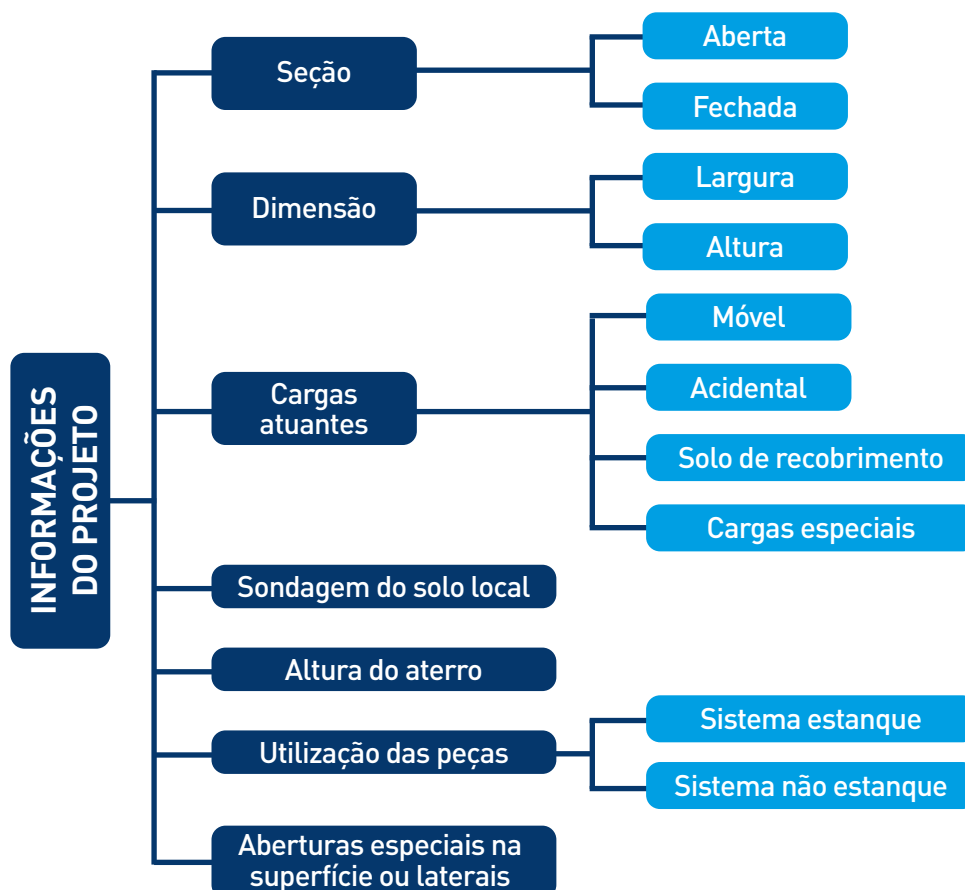 INFORMAÇÕES
DO PROJETO
Seção
Aberta
Fechada
Dimensão
Largura
Altura
Cargas
atuantes
Móvel
Acidental
Solo de recobrimento
Cargas especiais
Sondagem do solo local
Altura do aterro
Utilização das peças
Sistema estanque
Sistema não estanque
Aberturas especiais na
superfície ou laterais